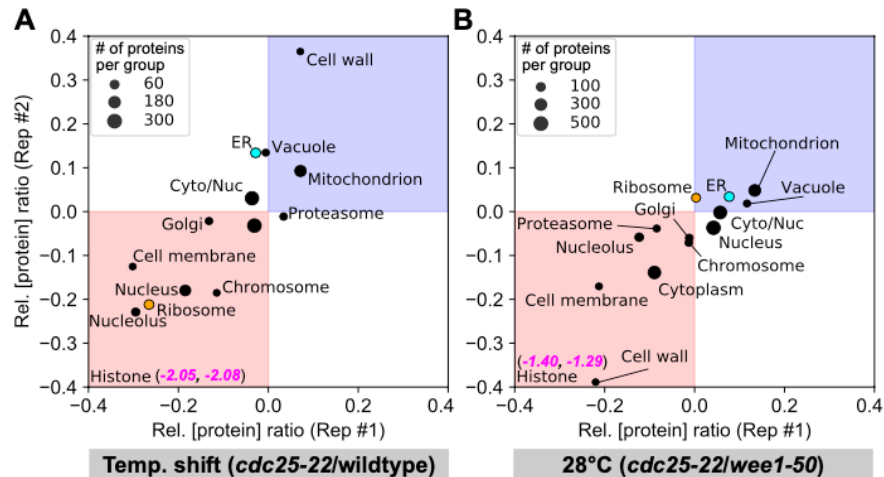 A
B
# of proteins
per group
60
180
300
Cell wall
ER
Vacuole
Cyto/Nuc
Mitochondrion
Golgi
Proteasome
Cell membrane
Nucleus
Chromosome
Ribosome
Nucleolus
Histone (-2.05, -2.08)
0.4
0.3
0.2
0.1
0.0
−0.1
−0.2
−0.3
−0.4
−0.4
−0.2
0.0
0.2
0.4
Rel. [protein] ratio (Rep #2)
Rel. [protein] ratio (Rep #1)
Temp. shift (cdc25-22/wildtype)
# of proteins
per group
100
300
500
Mitochondrion
Ribosome
ER
Vacuole
Golgi
Proteasome
Cyto/Nuc
Nucleolus
Nucleus
Chromosome
Cell membrane
Cytoplasm
(-1.40, -1.29)
Cell wall
Histone
0.4
0.3
0.2
0.1
0.0
−0.1
−0.2
−0.3
−0.4
−0.4
−0.2
0.0
0.2
0.4
Rel. [protein] ratio (Rep #1)
28°C (cdc25-22/wee1-50)